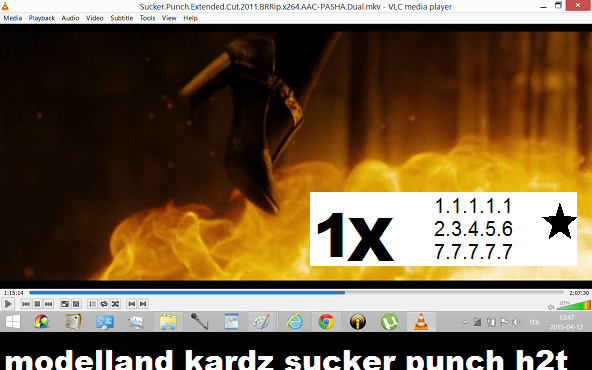 Sucker.Punch.Extended.Cut.2011.BRRip.x264.AAC-PASHA.Dual.mkv - VLC media player
Media Playback Audio Video Subtitle Tools View Help
1X
1.1.1.1.1
2.3.4.5.6
7.7.7.7.7
1:15:14 2:07:30
125%
ITA
13.47
2015-04-12
modelland kardz sucker punch h2t